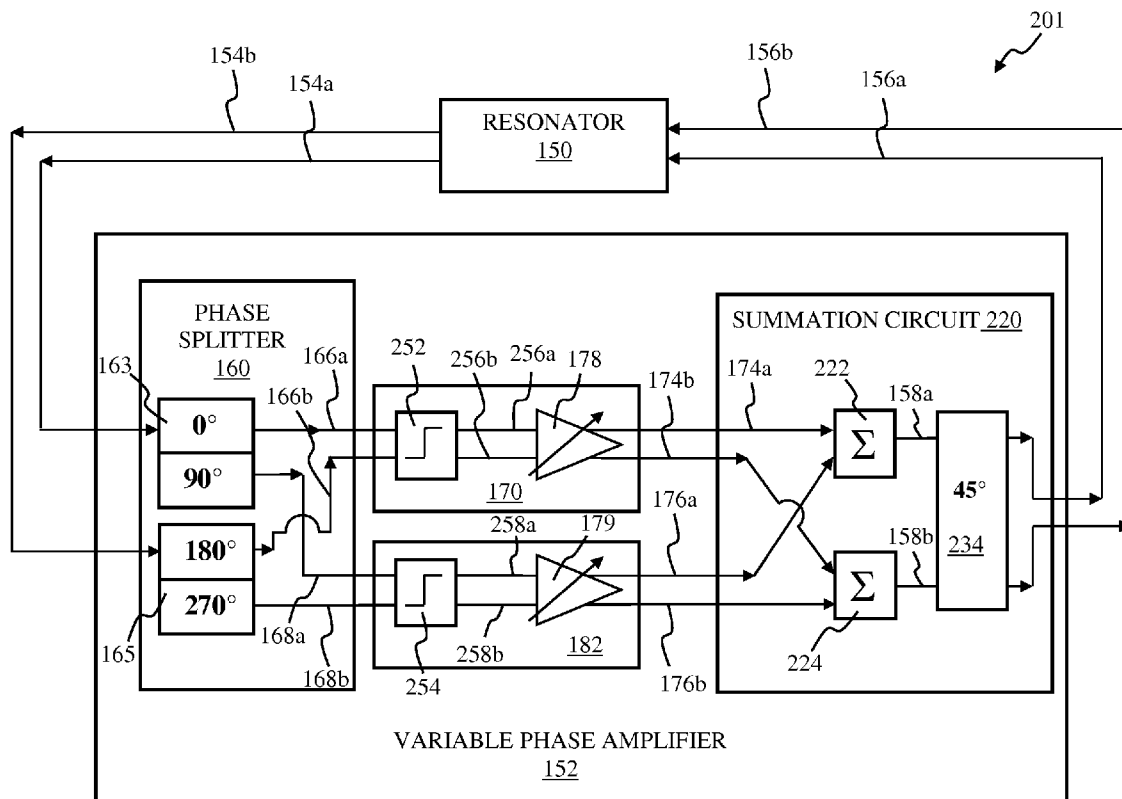 201
154b
154a
156b
156a
RESONATOR
150
PHASE
SPLITTER
160
163
166a
166b
252
256b
256a
178
174b
174a
SUMMATION CIRCUIT 220
222
158a
0°
90°
180°
270°
170
Σ
45°
234
258a
179
176a
158b
Σ
165
168a
168b
254
258b
182
176b
224
VARIABLE PHASE AMPLIFIER
152